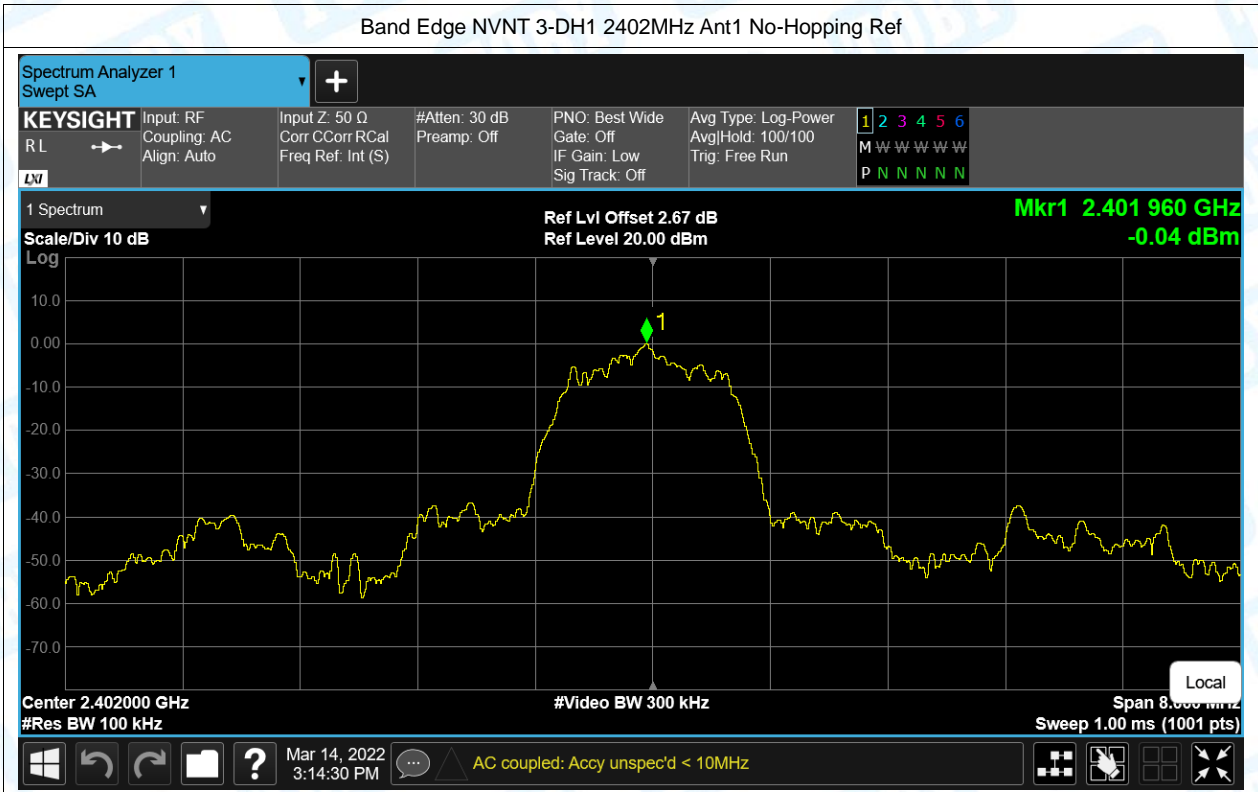 Band Edge NVNT 3-DH1 2402MHz Ant1 No-Hopping Ref
Spectrum Analyzer 1
Swept SA
KEYSIGHT
RL
LXI
Input: RF
Coupling: AC
Align: Auto
Input Z: 50 Ω
Corr CCorr RCal
Freq Ref: Int (S)
#Atten: 30 dB
Preamp: Off
PNO: Best Wide
Gate: Off
IF Gain: Low
Sig Track: Off
Avg Type: Log-Power
Avg|Hold: 100/100
Trig: Free Run
1 2 3 4 5 6
M W W W W W
P N N N N N
1 Spectrum
Scale/Div 10 dB
Ref Lvl Offset 2.67 dB
Ref Level 20.00 dBm
Mkr1 2.401 960 GHz
-0.04 dBm
Log
10.0
0.00
-10.0
-20.0
-30.0
-40.0
-50.0
-60.0
-70.0
1
Center 2.402000 GHz
#Res BW 100 kHz
#Video BW 300 kHz
Local
Span 8.000 MHz
Sweep 1.00 ms (1001 pts)
Mar 14, 2022
3:14:30 PM
AC coupled: Accy unspec'd < 10MHz